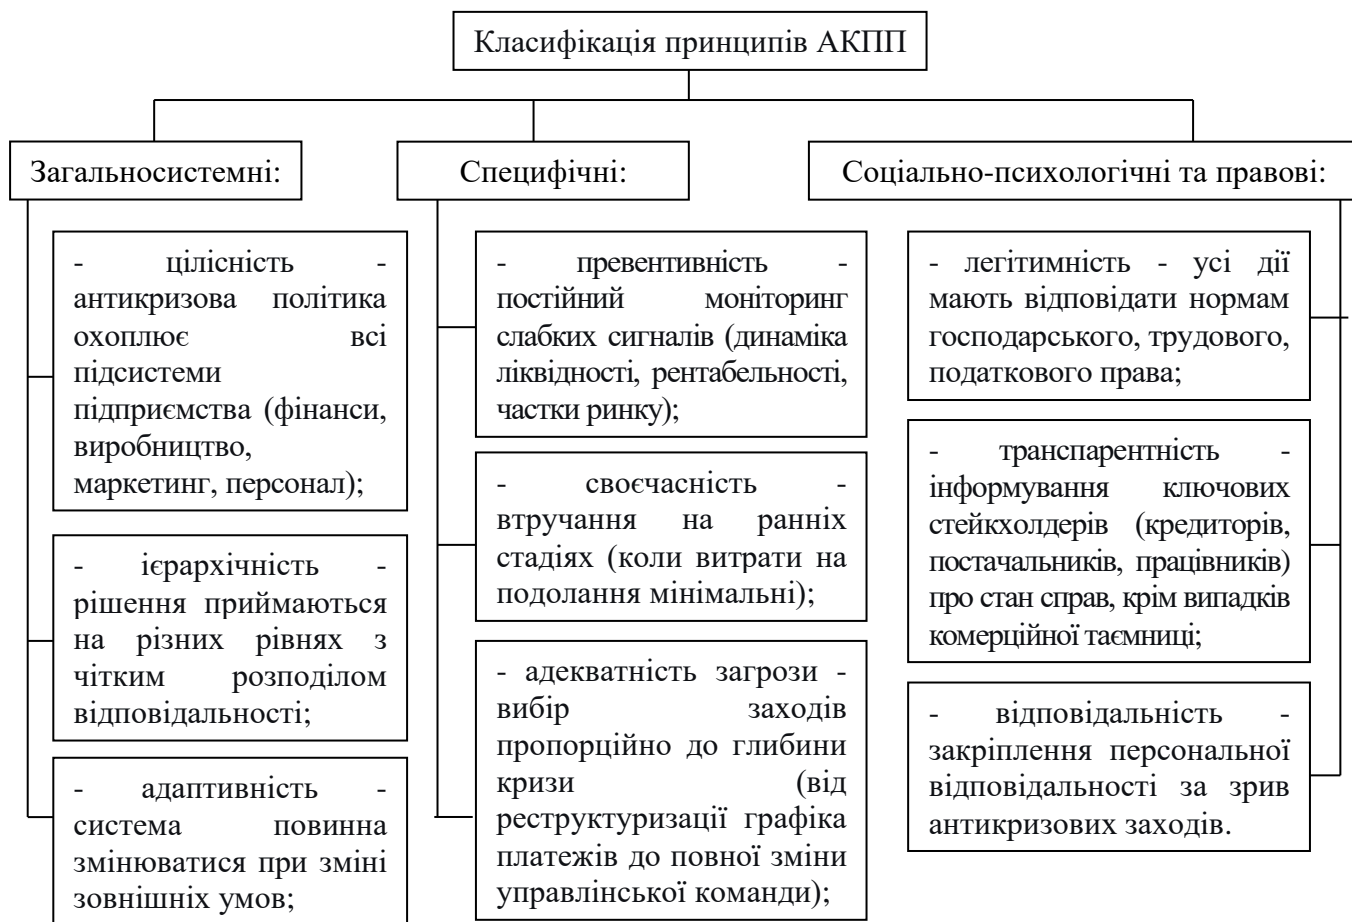 Класифікація принципів АКПП
Загальносистемні:
- цілісність -
антикризова політика
охоплює всі
підсистеми
підприємства (фінанси,
виробництво,
маркетинг, персонал);
- ієрархічність -
рішення приймаються
на різних рівнях з
чітким розподілом
відповідальності;
- адаптивність -
система повинна
змінюватися при зміні
зовнішніх умов;
Специфічні:
- превентивність -
постійний моніторинг
слабких сигналів (динаміка
ліквідності, рентабельності,
частки ринку);
- своєчасність -
втручання на ранніх
стадіях (коли витрати на
подолання мінімальні);
- адекватність загрози -
вибір заходів
пропорційно до глибини
кризи (від
реструктуризації графіка
платежів до повної зміни
управлінської команди);
Соціально-психологічні та правові:
- легітимність - усі дії
мають відповідати нормам
господарського, трудового,
податкового права;
- транспарентність -
інформування ключових
стейкхолдерів (кредиторів,
постачальників, працівників)
про стан справ, крім випадків
комерційної таємниці;
- відповідальність -
закріплення персональної
відповідальності за зрив
антикризових заходів.